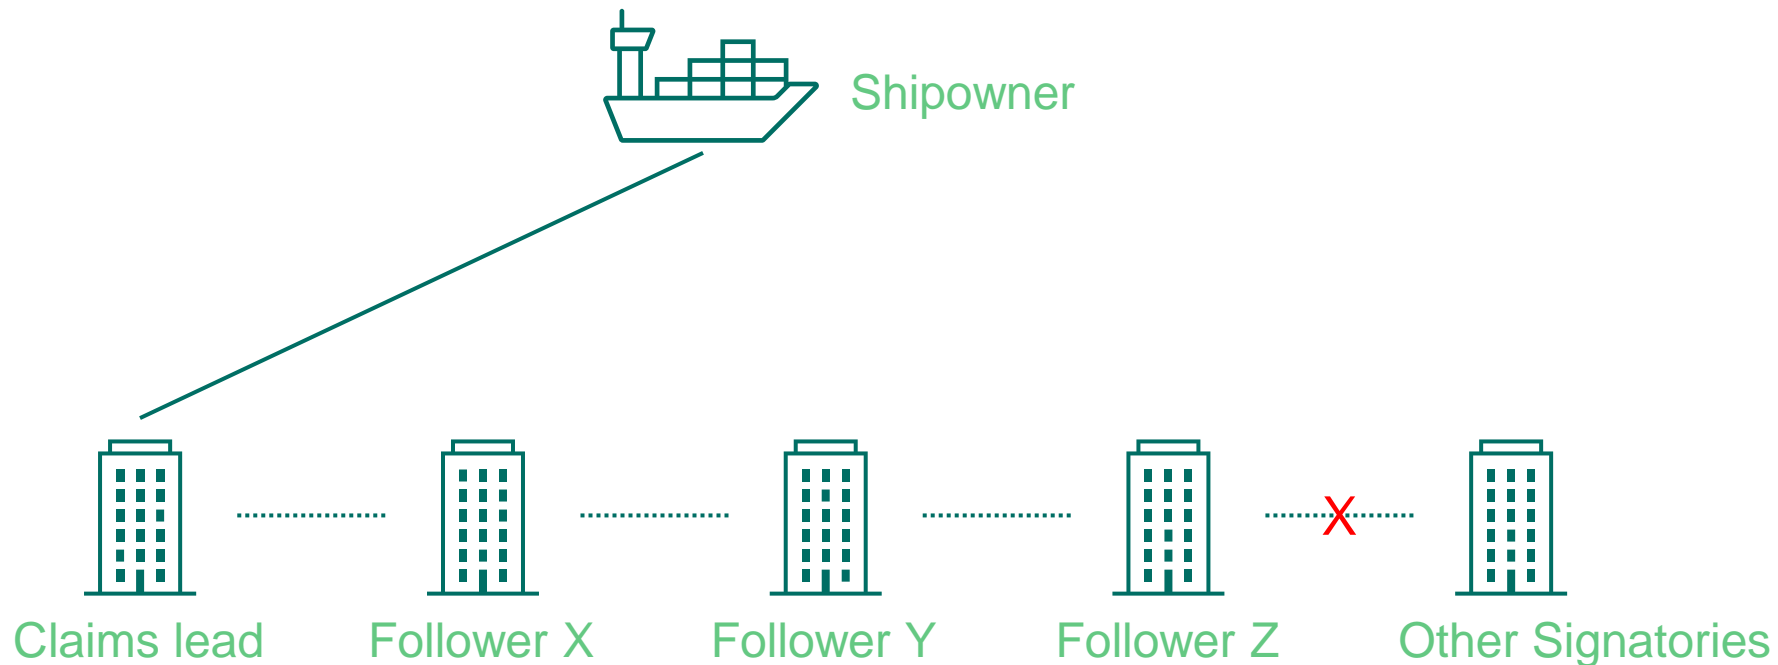 Shipowner
X
Claims lead
Follower X
Follower Y
Follower Z
Other Signatories